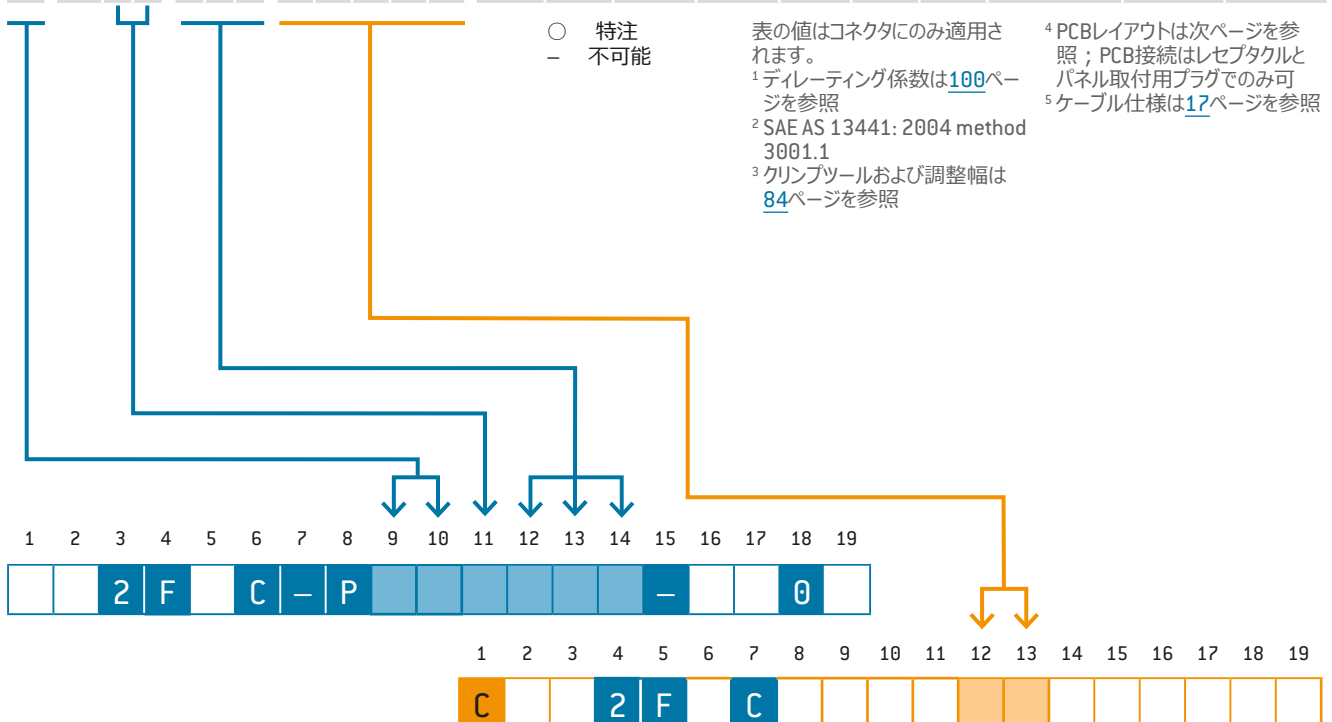 ○ 特注
– 不可能
表の値はコネクタにのみ適用さ
れます。
¹ ディレーティング係数は100ペー
ジを参照
² SAE AS 13441: 2004 method
3001.1
³ クリンプツールおよび調整幅は
84ページを参照
⁴ PCBレイアウトは次ページを参
照；PCB接続はレセプタクルと
パネル取付用プラグでのみ可
⁵ ケーブル仕様は17ページを参照
1 2 3 4 5 6 7 8 9 10 11 12 13 14 15 16 17 18 19
2 F C – P – 0
1 2 3 4 5 6 7 8 9 10 11 12 13 14 15 16 17 18 19
C 2 F C